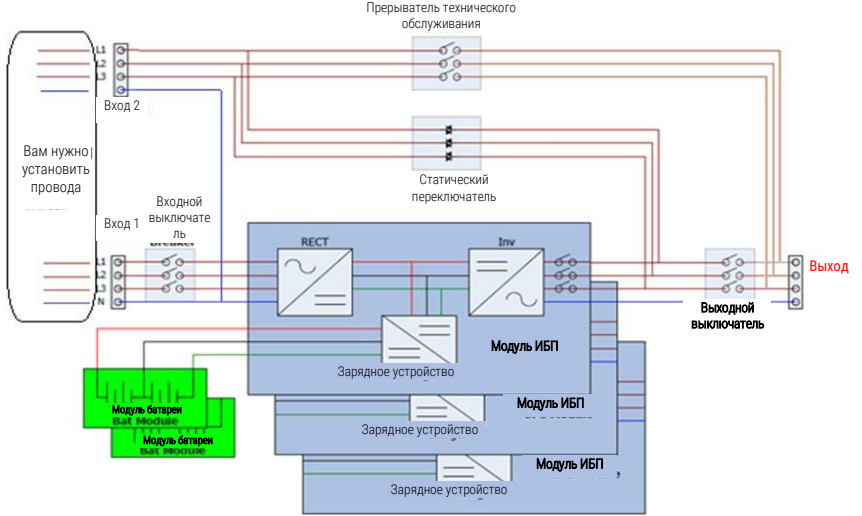 Прерыватель технического
обслуживания
L1
L2
L3
Вход 2
Вам нужно
установить
провода
Статический
переключатель
Входной
выключате
ль
Breaker
Вход 1
RECT
Inv
L1
L2
L3
N
Выход
Выходной
выключатель
Модуль ИБП
Зарядное устройство
Модуль батареи
Bat Module
Модуль ИБП
Зарядное устройство
Модуль батареи
Bat Module
Модуль ИБП
Зарядное устройство